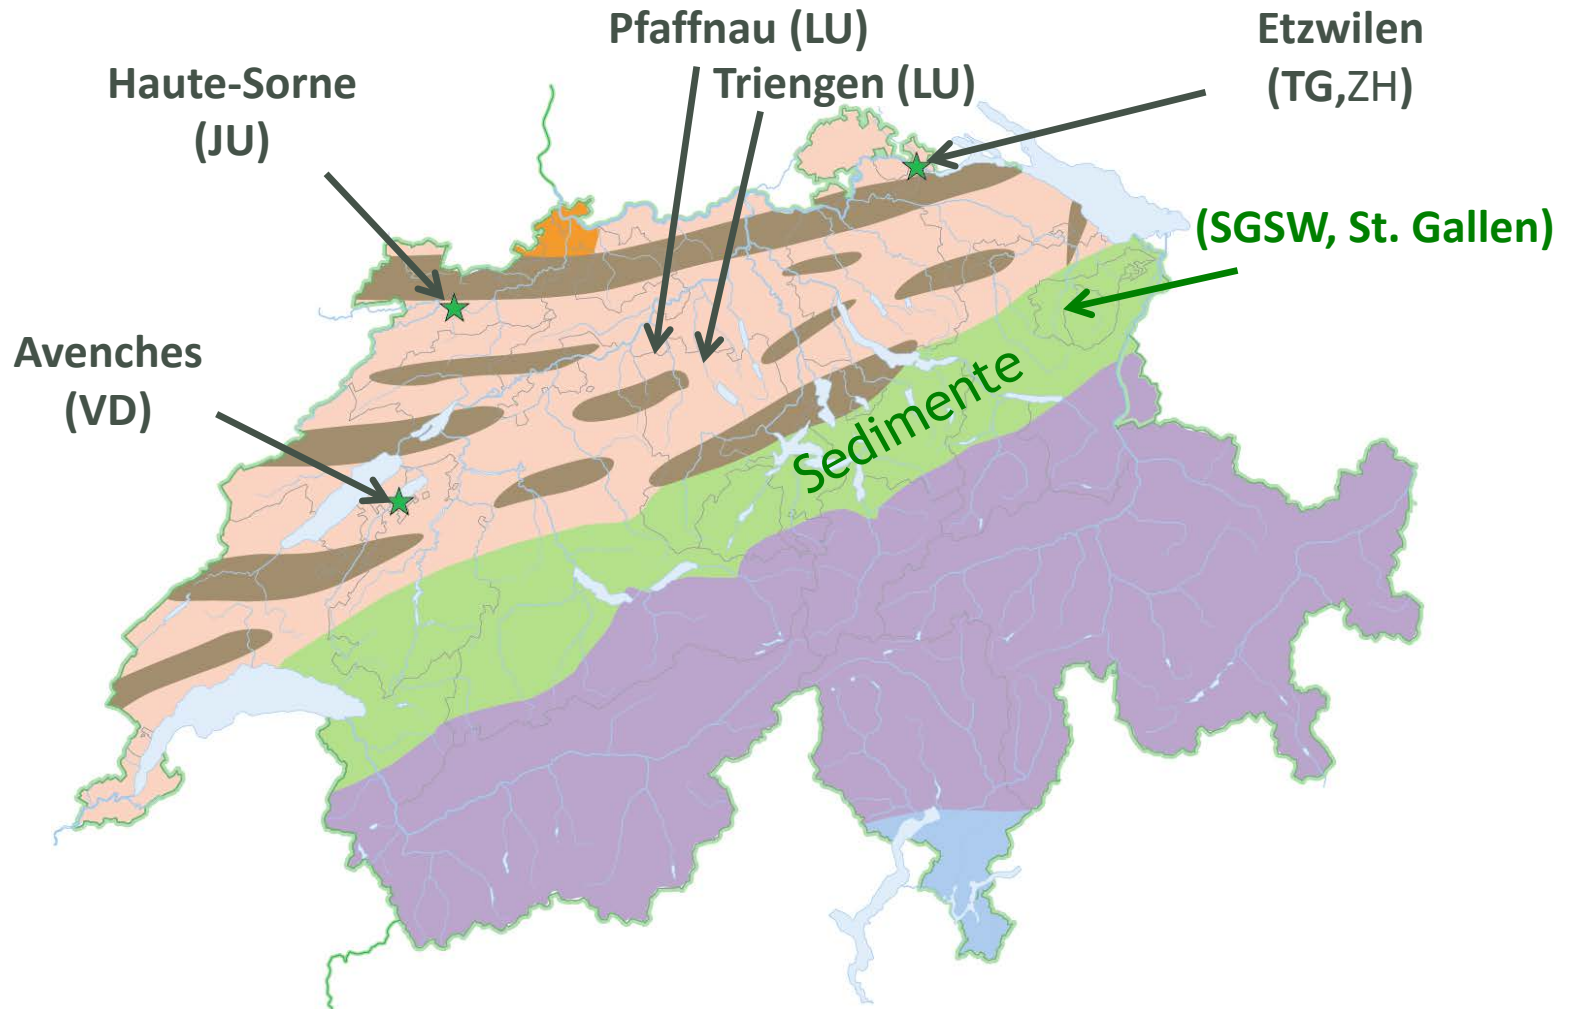 Pfaffnau (LU)
Triengen (LU)
Etzwilen
(TG,ZH)
Haute-Sorne
(JU)
(SGSW, St. Gallen)
Avenches
(VD)
Sedimente